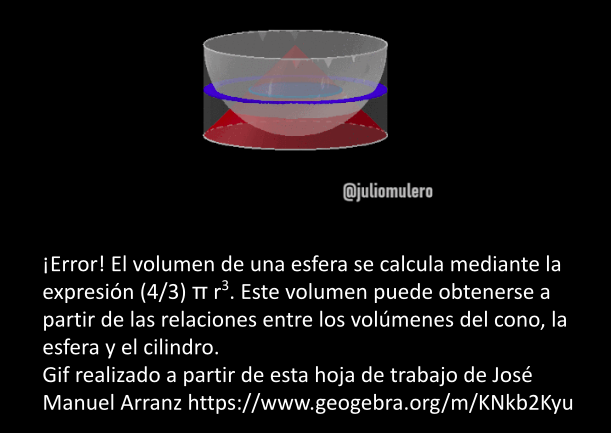 @juliomulero
¡Error! El volumen de una esfera se calcula mediante la
expresión (4/3) π r³. Este volumen puede obtenerse a
partir de las relaciones entre los volúmenes del cono, la
esfera y el cilindro.
Gif realizado a partir de esta hoja de trabajo de José
Manuel Arranz https://www.geogebra.org/m/KNkb2Kyu